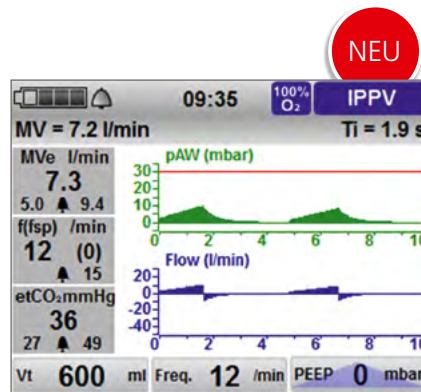 NEU
09:35
100% O₂
IPPV
MV = 7.2 l/min
Ti = 1.9 s
MVe l/min
7.3
5.0 9.4
f(fsp) /min
12 (0)
15
etCO₂mmHg
36
27 49
pAW (mbar)
30
20
10
0
0 2 4 6 8 10
Flow (l/min)
20
0
-20
-40
0 2 4 6 8 10
Vt 600 ml
Freq. 12 /min
PEEP 0 mbar